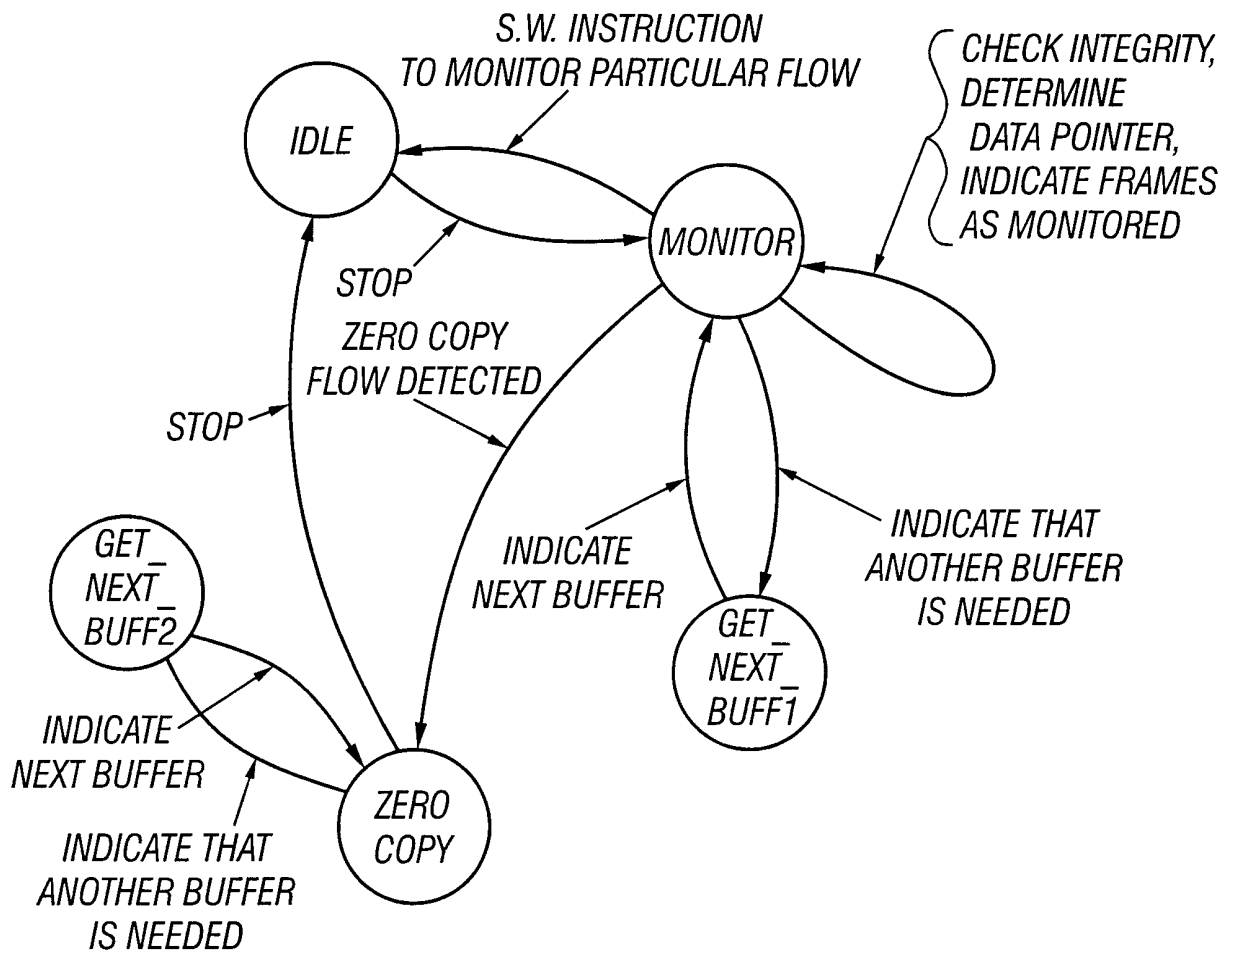 S.W. INSTRUCTION
TO MONITOR PARTICULAR FLOW
CHECK INTEGRITY,
DETERMINE
DATA POINTER,
INDICATE FRAMES
AS MONITORED
IDLE
MONITOR
STOP
ZERO COPY
FLOW DETECTED
STOP
INDICATE
NEXT BUFFER
INDICATE THAT
ANOTHER BUFFER
IS NEEDED
GET_
NEXT_
BUFF2
GET_
NEXT_
BUFF1
INDICATE
NEXT BUFFER
ZERO
COPY
INDICATE THAT
ANOTHER BUFFER
IS NEEDED